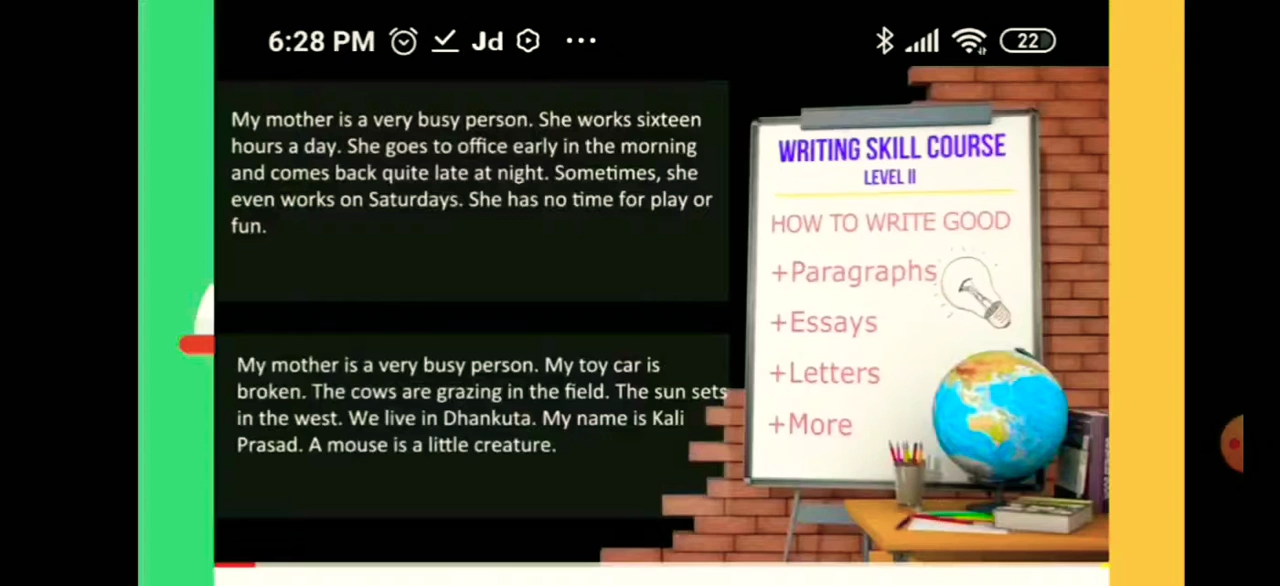 6:28 PM Jd ...
22
My mother is a very busy person. She works sixteen
hours a day. She goes to office early in the morning
and comes back quite late at night. Sometimes, she
even works on Saturdays. She has no time for play or
fun.
My mother is a very busy person. My toy car is
broken. The cows are grazing in the field. The sun sets
in the west. We live in Dhankuta. My name is Kali
Prasad. A mouse is a little creature.
WRITING SKILL COURSE
LEVEL II
HOW TO WRITE GOOD
+Paragraphs
+Essays
+Letters
+More